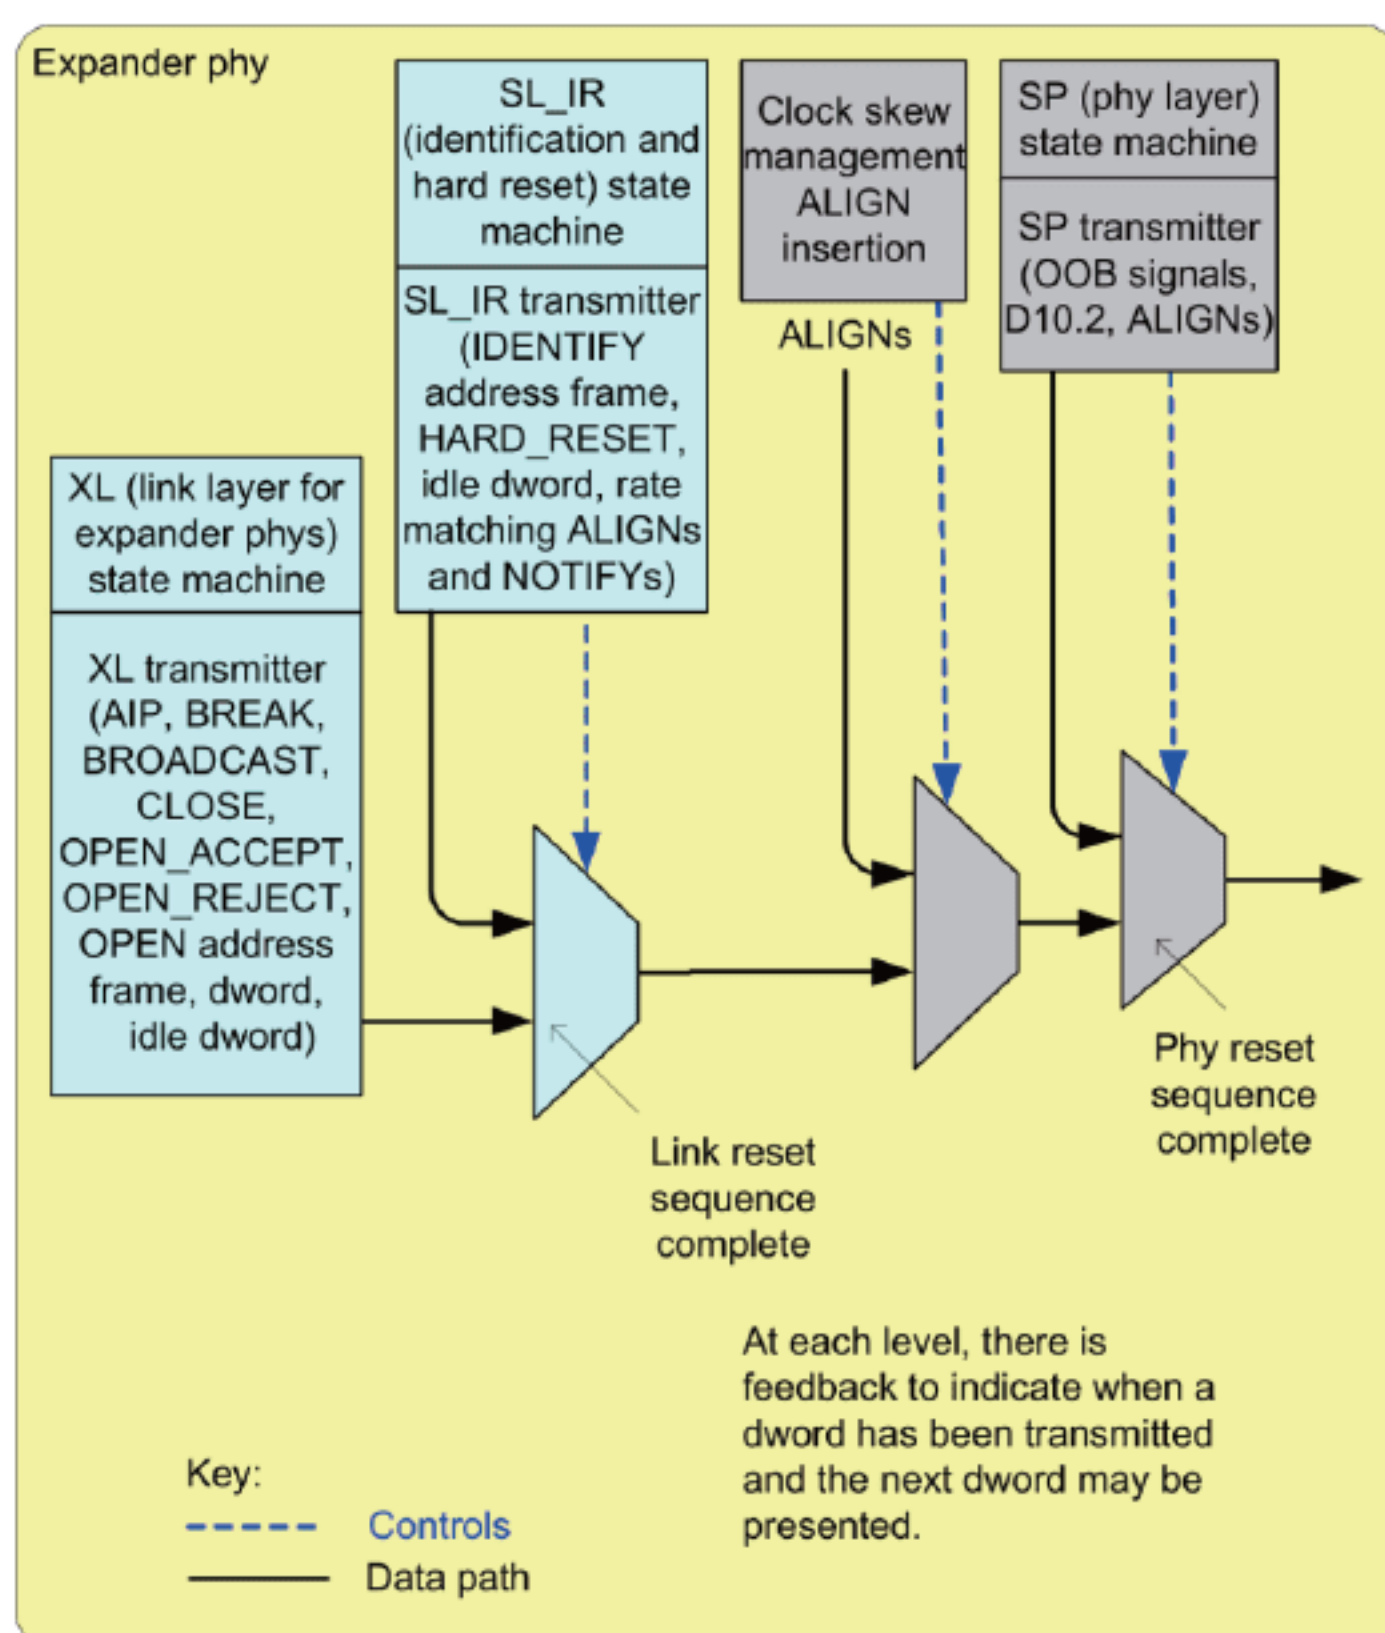 Expander phy
SL_IR
(identification and
hard reset) state
machine
SL_IR transmitter
(IDENTIFY
address frame,
HARD_RESET,
idle dword, rate
matching ALIGNs
and NOTIFYs)
Clock skew
management
ALIGN
insertion
ALIGNs
SP (phy layer)
state machine
SP transmitter
(OOB signals,
D10.2, ALIGNs)
XL (link layer for
expander phys)
state machine
XL transmitter
(AIP, BREAK,
BROADCAST,
CLOSE,
OPEN_ACCEPT,
OPEN_REJECT,
OPEN address
frame, dword,
idle dword)
Link reset
sequence
complete
Phy reset
sequence
complete
At each level, there is
feedback to indicate when a
dword has been transmitted
and the next dword may be
presented.
Key:
Controls
Data path